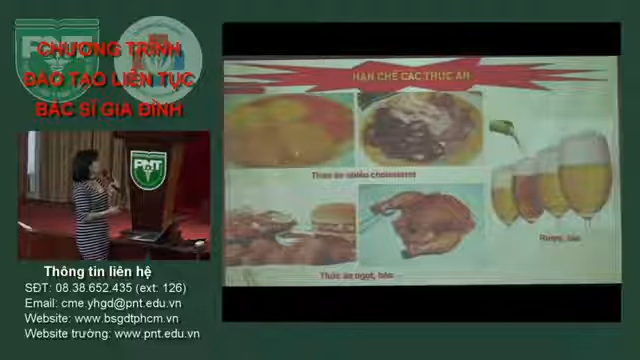 CHƯƠNG TRÌNH
ĐÀO TẠO LIÊN TỤC
BÁC SĨ GIA ĐÌNH
PNT
PNT
Thông tin liên hệ
SĐT: 08.38.652.435 (ext. 126)
Email: cme.yhgd@pnt.edu.vn
Website: www.bsgdtphcm.vn
Website trường: www.pnt.edu.vn
HẠN CHẾ CÁC THỨC ĂN
Thức ăn nhiều cholesterol
Rượu, bia
Thức ăn ngọt, béo